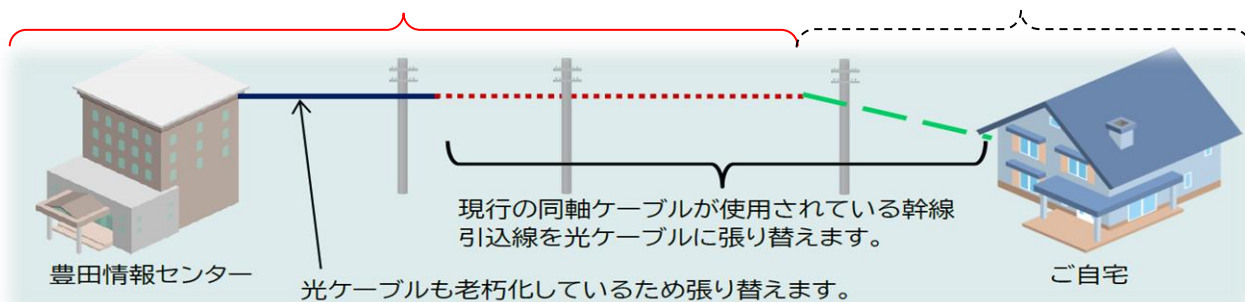 現行の同軸ケーブルが使用されている幹線
引込線を光ケーブルに張り替えます。
豊田情報センター
ご自宅
光ケーブルも老朽化しているため張り替えます。